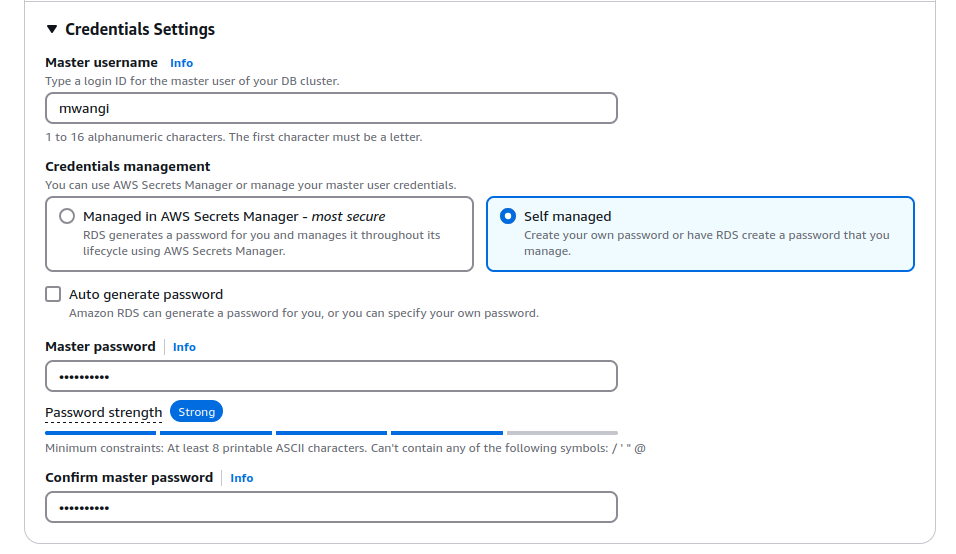 Credentials Settings
Master username Info
Type a login ID for the master user of your DB cluster.
mwangi
1 to 16 alphanumeric characters. The first character must be a letter.
Credentials management
You can use AWS Secrets Manager or manage your master user credentials.
Managed in AWS Secrets Manager - most secure
RDS generates a password for you and manages it throughout its
lifecycle using AWS Secrets Manager.
Self managed
Create your own password or have RDS create a password that you
manage.
Auto generate password
Amazon RDS can generate a password for you, or you can specify your own password.
Master password Info
••••••••••
Password strength Strong
Minimum constraints: At least 8 printable ASCII characters. Can't contain any of the following symbols: / ' " @
Confirm master password Info
••••••••••